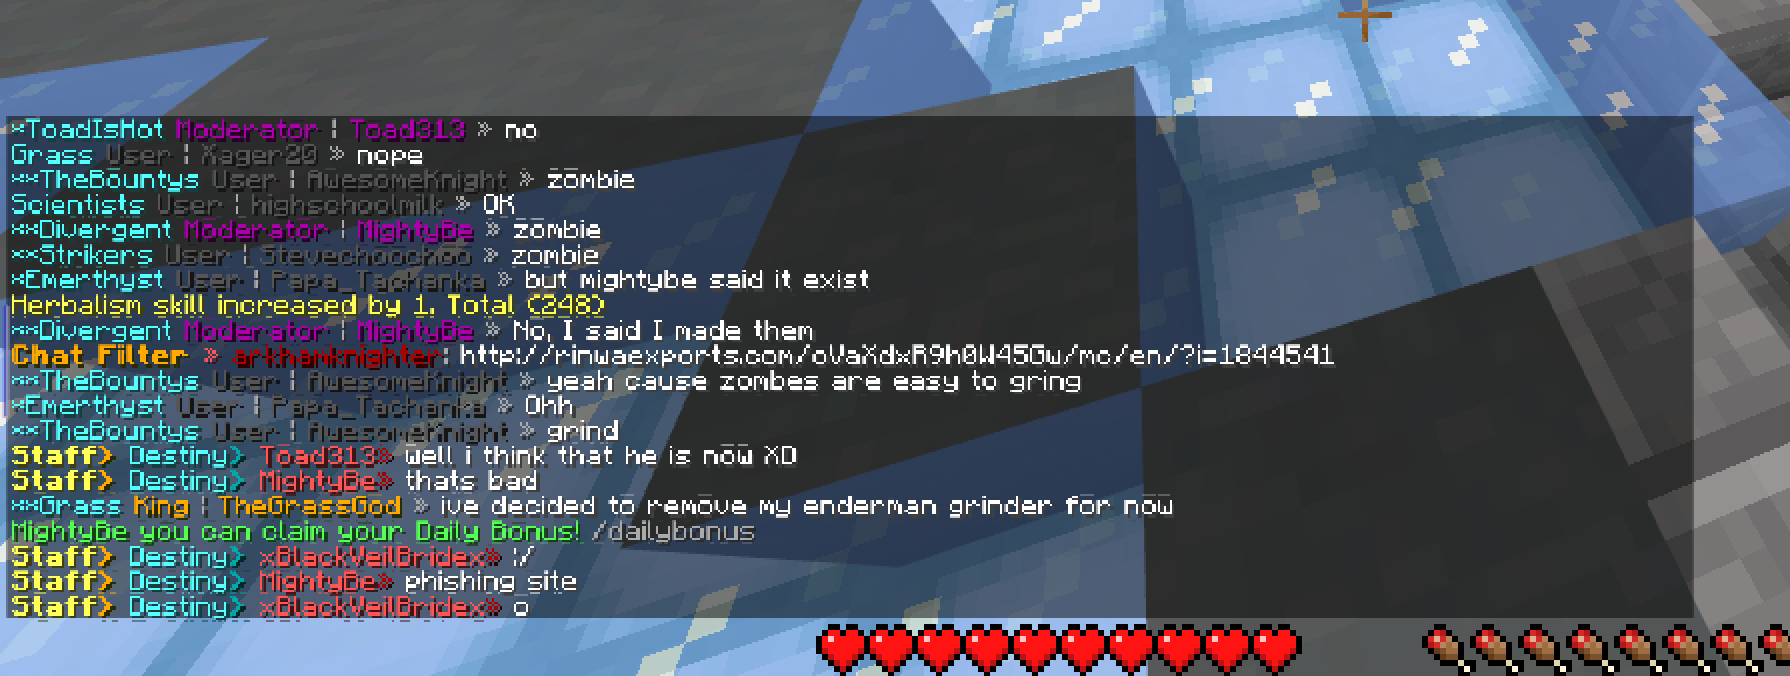 ×ToadIsHot Moderator ¦ Toad313 » no
Grass User ¦ Xager20 » nope
××TheBountys User ¦ AwesomeKnight » zombie
Scientists User ¦ highschoolmilk » OK
××Divergent Moderator ¦ MightyBe » zombie
××Strikers User ¦ Stevechoochoo » zombie
×Emerthyst User ¦ Papa_Tachanka » but mightybe said it exist
Herbalism skill increased by 1. Total (248)
××Divergent Moderator ¦ MightyBe » No, I said I made them
Chat Filter » arkhamknighter: http://rinwaexports.com/oVaXdxR9h0W45Gw/mc/en/?i=1844541
××TheBountys User ¦ AwesomeKnight » yeah cause zombes are easy to gring
×Emerthyst User ¦ Papa_Tachanka » Ohh
××TheBountys User ¦ AwesomeKnight » grind
Staff> Destiny> Toad313» well i think that he is now XD
Staff> Destiny> MightyBe» thats bad
××Grass King ¦ TheGrassGod » ive decided to remove my enderman grinder for now
MightyBe you can claim your Daily Bonus! /dailybonus
Staff> Destiny> xBlackVeilBridex» :/
Staff> Destiny> MightyBe» phishing site
Staff> Destiny> xBlackVeilBridex» o